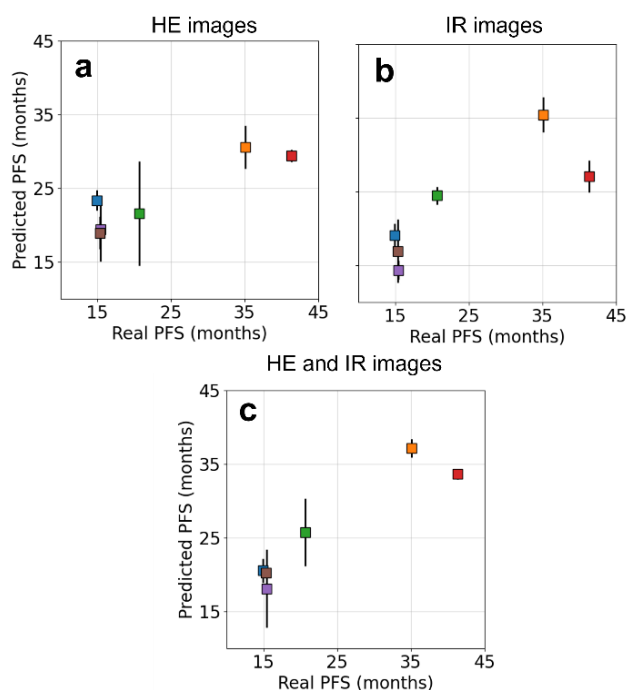 HE images
IR images
a
b
45
35
25
15
Predicted PFS (months)
15 25 35 45
Real PFS (months)
15 25 35 45
Real PFS (months)
HE and IR images
c
45
35
25
15
Predicted PFS (months)
15 25 35 45
Real PFS (months)